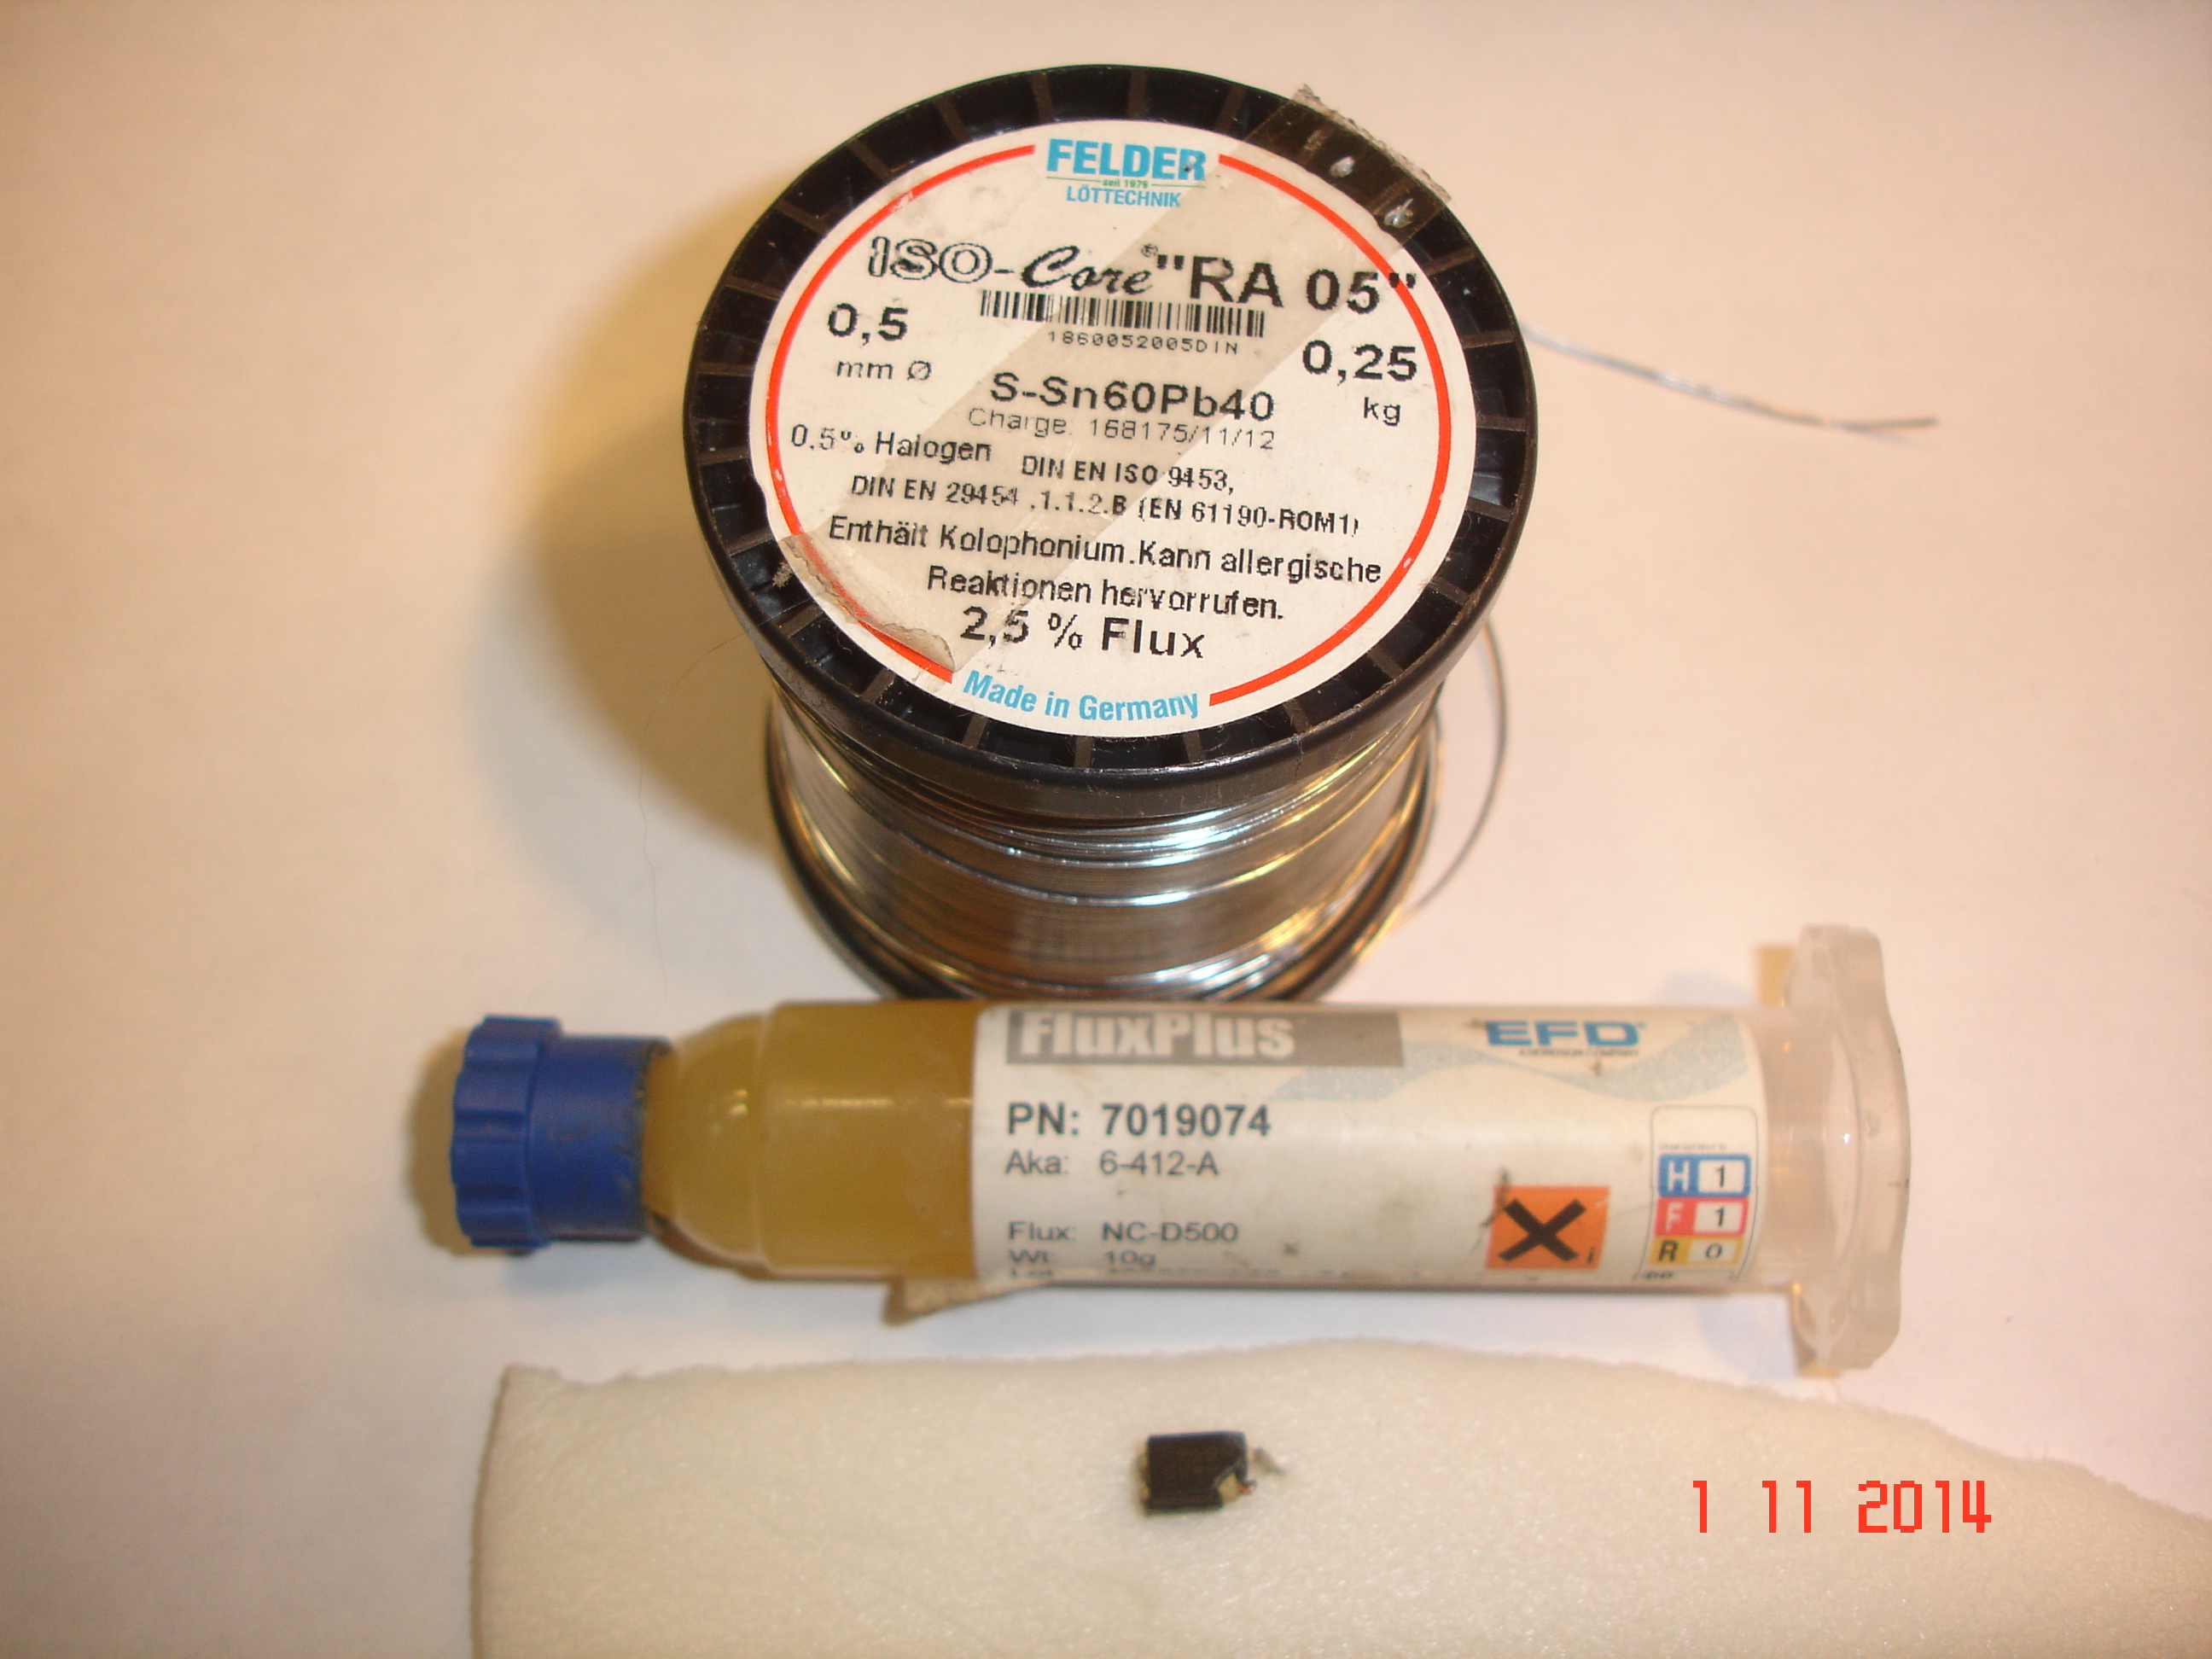 FELDER
seit 1979
LÖTTECHNIK
ISO-Core® "RA 05"
1860052005DIN
0,5
mm Ø
0,25
kg
S-Sn60Pb40
Charge. 168175/11/12
0.5% Halogen
DIN EN ISO 9453,
DIN EN 29454 .1.1.2.B (EN 61190-ROM1)
Enthält Kolophonium.Kann allergische
Reaktionen hervorrufen.
2,5 % Flux
Made in Germany
FluxPlus
EFD
A NORDSON COMPANY
PN: 7019074
Aka: 6-412-A
Flux: NC-D500
Wt: 10g
i
H 1
F 1
R 0
1 11 2014